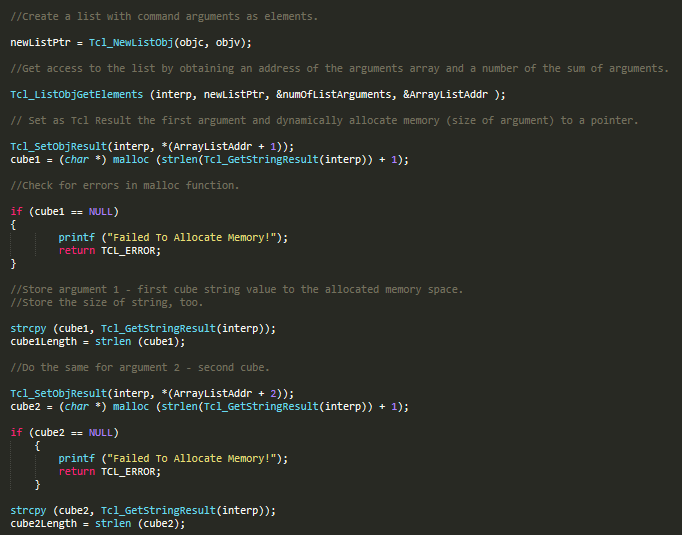 //Create a list with command arguments as elements.
newListPtr = Tcl_NewListObj(objc, objv);
//Get access to the list by obtaining an address of the arguments array and a number of the sum of arguments.
Tcl_ListObjGetElements (interp, newListPtr, &numOfListArguments, &ArrayListAddr );
// Set as Tcl Result the first argument and dynamically allocate memory (size of argument) to a pointer.
Tcl_SetObjResult(interp, *(ArrayListAddr + 1));
cube1 = (char *) malloc (strlen(Tcl_GetStringResult(interp)) + 1);
//Check for errors in malloc function.
if (cube1 == NULL)
{
printf ("Failed To Allocate Memory!");
return TCL_ERROR;
}
//Store argument 1 - first cube string value to the allocated memory space.
//Store the size of string, too.
strcpy (cube1, Tcl_GetStringResult(interp));
cube1Length = strlen (cube1);
//Do the same for argument 2 - second cube.
Tcl_SetObjResult(interp, *(ArrayListAddr + 2));
cube2 = (char *) malloc (strlen(Tcl_GetStringResult(interp)) + 1);
if (cube2 == NULL)
{
printf ("Failed To Allocate Memory!");
return TCL_ERROR;
}
strcpy (cube2, Tcl_GetStringResult(interp));
cube2Length = strlen (cube2);